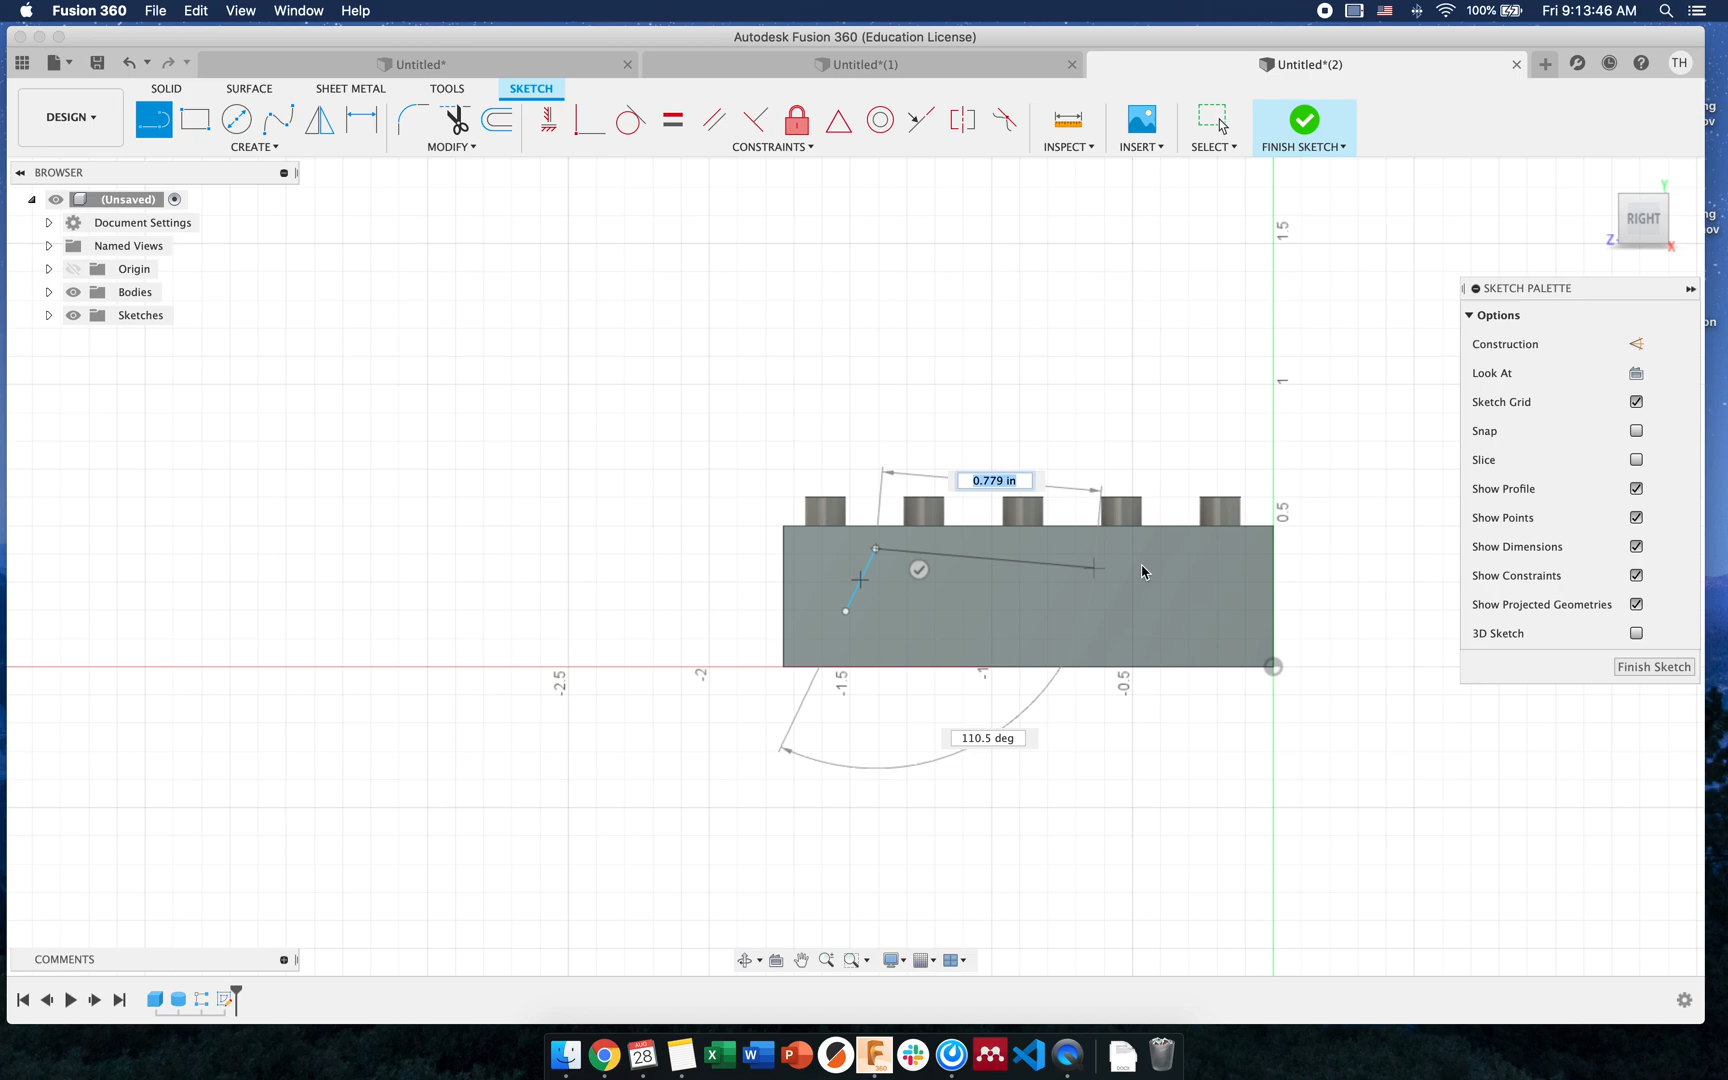 Fusion 360 File Edit View Window Help 100% Fri 9:13:46 AM
Autodesk Fusion 360 (Education License)
Untitled* Untitled*(1) Untitled*(2) TH
SOLID SURFACE SHEET METAL TOOLS SKETCH
DESIGN
CREATE MODIFY CONSTRAINTS INSPECT INSERT SELECT FINISH SKETCH
BROWSER
(Unsaved)
Document Settings
Named Views
Origin
Bodies
Sketches
RIGHT
Y
Z
X
SKETCH PALETTE
Options
Construction
Look At
Sketch Grid
Snap
Slice
Show Profile
Show Points
Show Dimensions
Show Constraints
Show Projected Geometries
3D Sketch
Finish Sketch
1.5
1
0.5
0.779 in
-2.5 -2 -1.5 -1 -0.5
110.5 deg
COMMENTS
AUG
28
DOCX